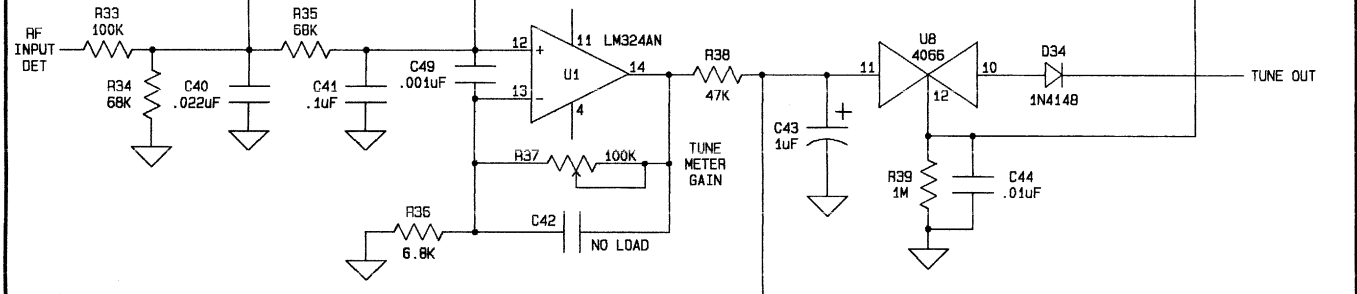 RF
INPUT
DET
R33
100K
R34
68K
C40
.022uF
R35
68K
C41
.1uF
C49
.001uF
12
+
13
−
11
LM324AN
U1
14
4
R37
100K
TUNE
METER
GAIN
R36
6.8K
C42
NO LOAD
R38
47K
C43
1uF
+
11
U8
4066
10
12
D34
1N4148
TUNE OUT
R39
1M
C44
.01uF